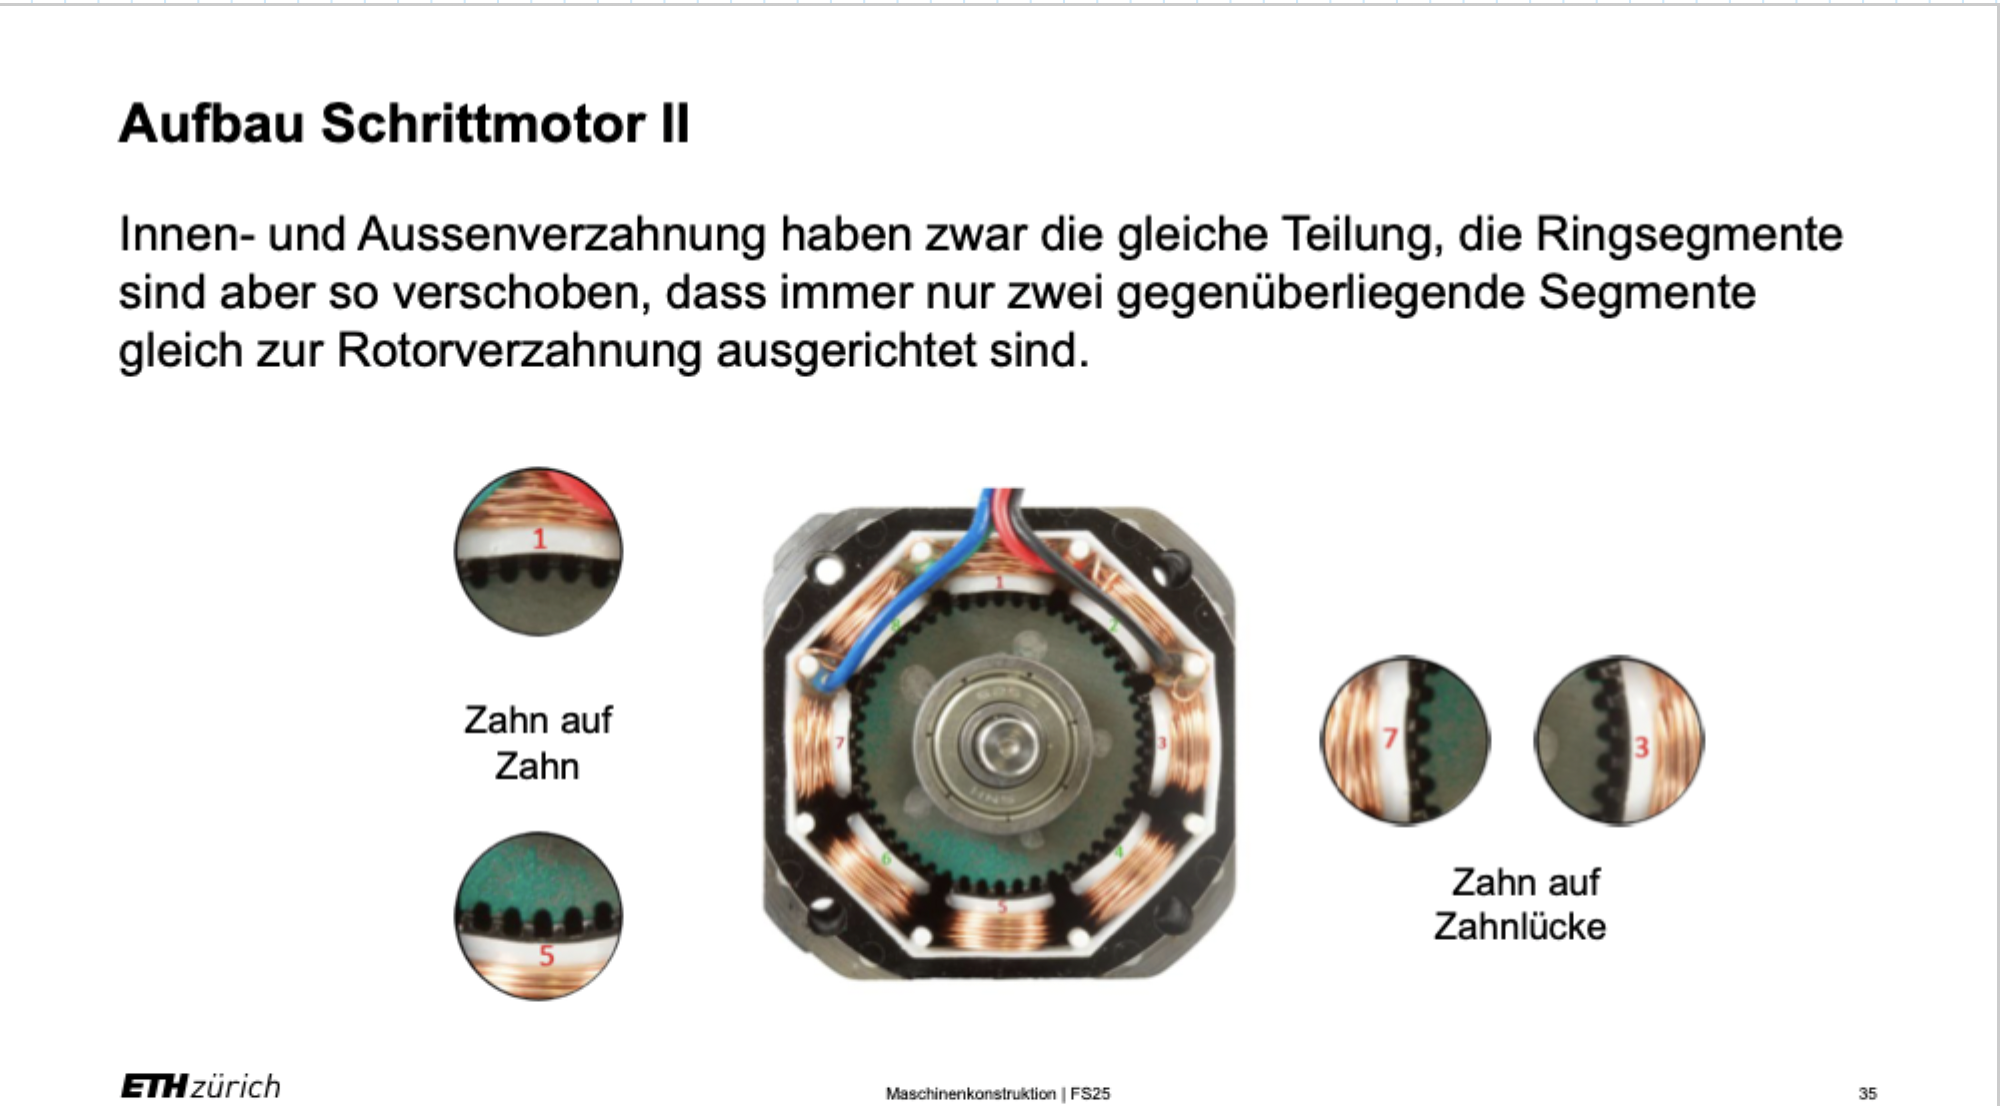 Aufbau Schrittmotor II
Innen- und Aussenverzahnung haben zwar die gleiche Teilung, die Ringsegmente
sind aber so verschoben, dass immer nur zwei gegenüberliegende Segmente
gleich zur Rotorverzahnung ausgerichtet sind.
1
Zahn auf
Zahn
5
1
8
2
7
3
6
4
5
7
3
Zahn auf
Zahnlücke
ETH zürich
Maschinenkonstruktion | FS25
35